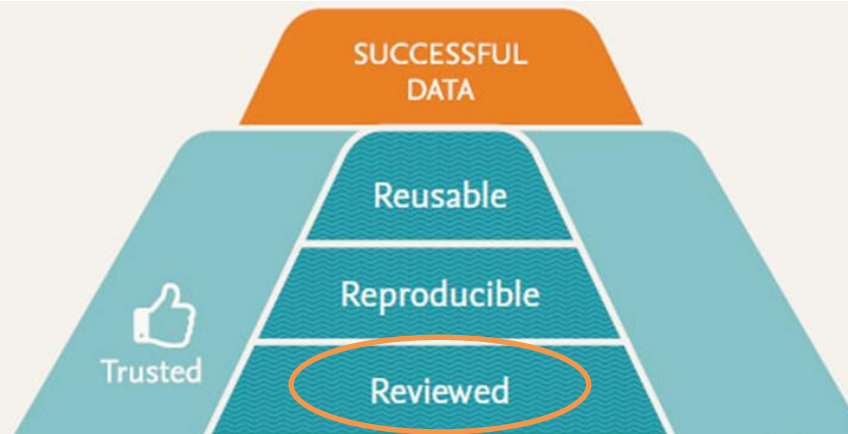 SUCCESSFUL
DATA
Reusable
Reproducible
Trusted
Reviewed